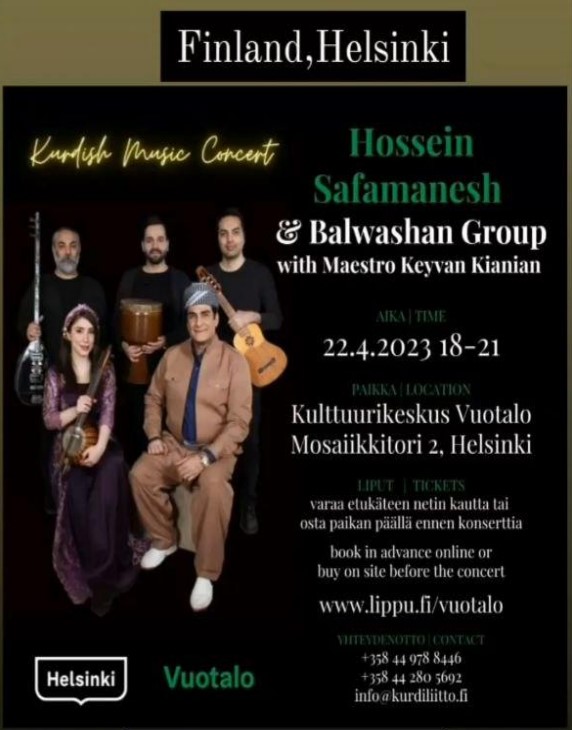 Finland,Helsinki
Kurdish Music Concert
Hossein
Safamanesh
& Balwashan Group
with Maestro Keyvan Kianian
AIKA | TIME
22.4.2023 18-21
PAIKKA | LOCATION
Kulttuurikeskus Vuotalo
Mosaiikkitori 2, Helsinki
LIPUT | TICKETS
varaa etukäteen netin kautta tai
osta paikan päällä ennen konserttia
book in advance online or
buy on site before the concert
www.lippu.fi/vuotalo
YHTEYDENOTTO | CONTACT
+358 44 978 8446
+358 44 280 5692
info@kurdiliitto.fi
Helsinki
Vuotalo